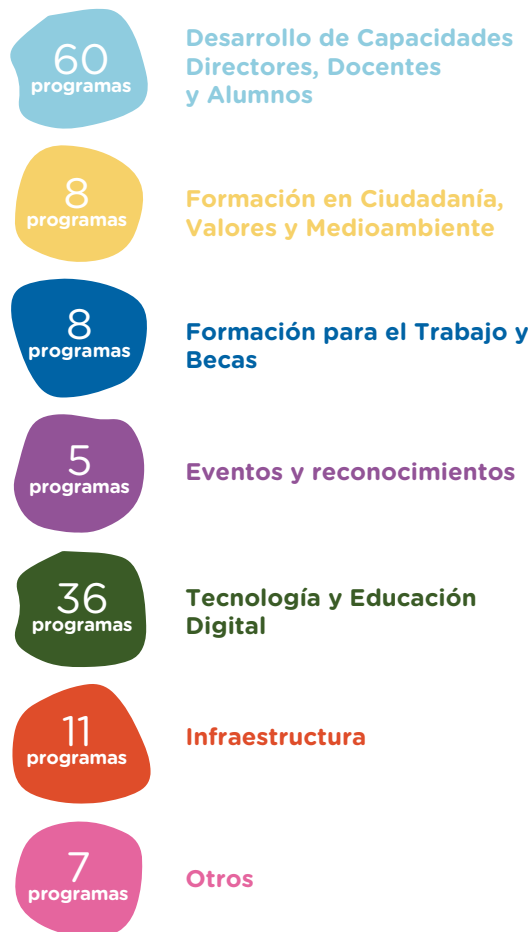 60
programas
Desarrollo de Capacidades
Directores, Docentes
y Alumnos
8
programas
Formación en Ciudadanía,
Valores y Medioambiente
8
programas
Formación para el Trabajo y
Becas
5
programas
Eventos y reconocimientos
36
programas
Tecnología y Educación
Digital
11
programas
Infraestructura
7
programas
Otros